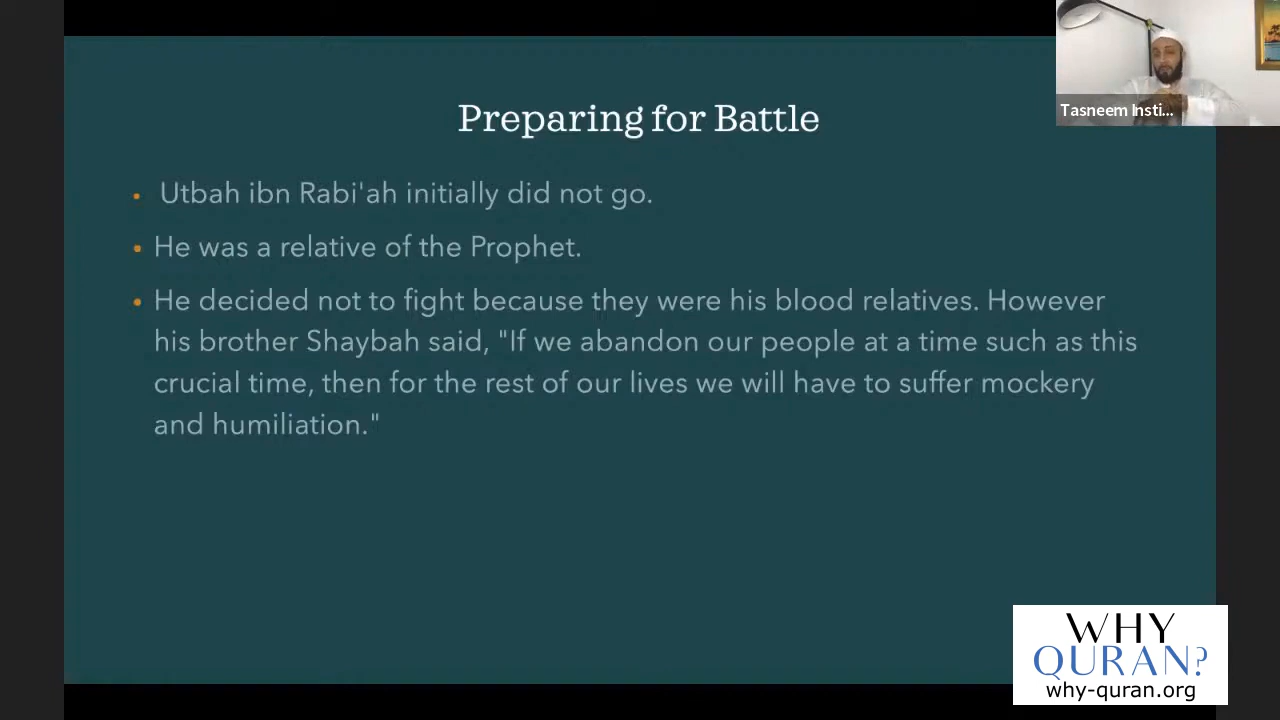 Preparing for Battle
Tasneem Insti...
• Utbah ibn Rabi'ah initially did not go.
• He was a relative of the Prophet.
• He decided not to fight because they were his blood relatives. However
his brother Shaybah said, "If we abandon our people at a time such as this
crucial time, then for the rest of our lives we will have to suffer mockery
and humiliation."
WHY
QURAN?
why-quran.org